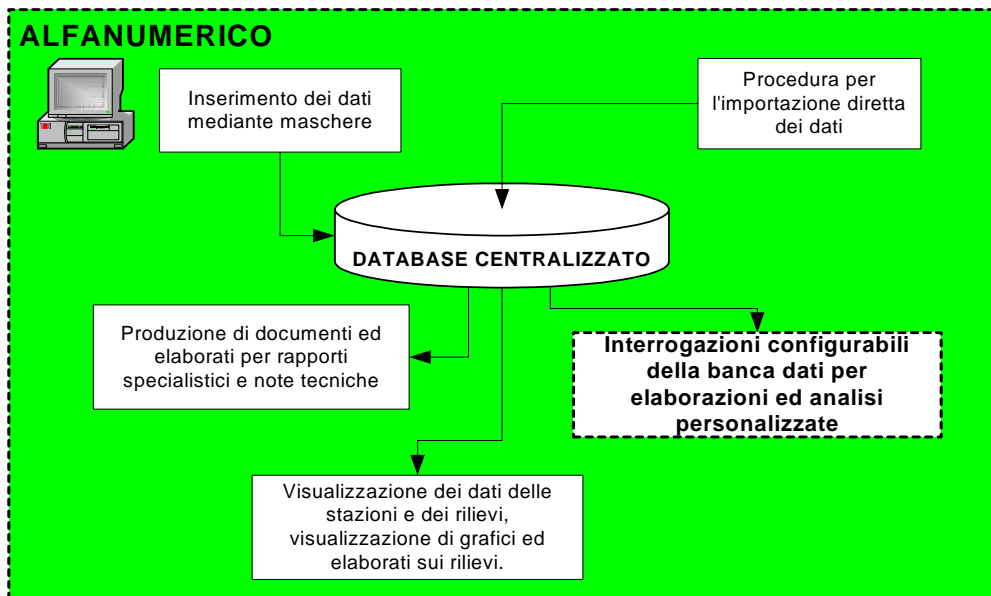 ALFANUMERICO
Inserimento dei dati
mediante maschere
Procedura per
l'importazione diretta
dei dati
DATABASE CENTRALIZZATO
Produzione di documenti ed
elaborati per rapporti
specialistici e note tecniche
Interrogazioni configurabili
della banca dati per
elaborazioni ed analisi
personalizzate
Visualizzazione dei dati delle
stazioni e dei rilievi,
visualizzazione di grafici ed
elaborati sui rilievi.